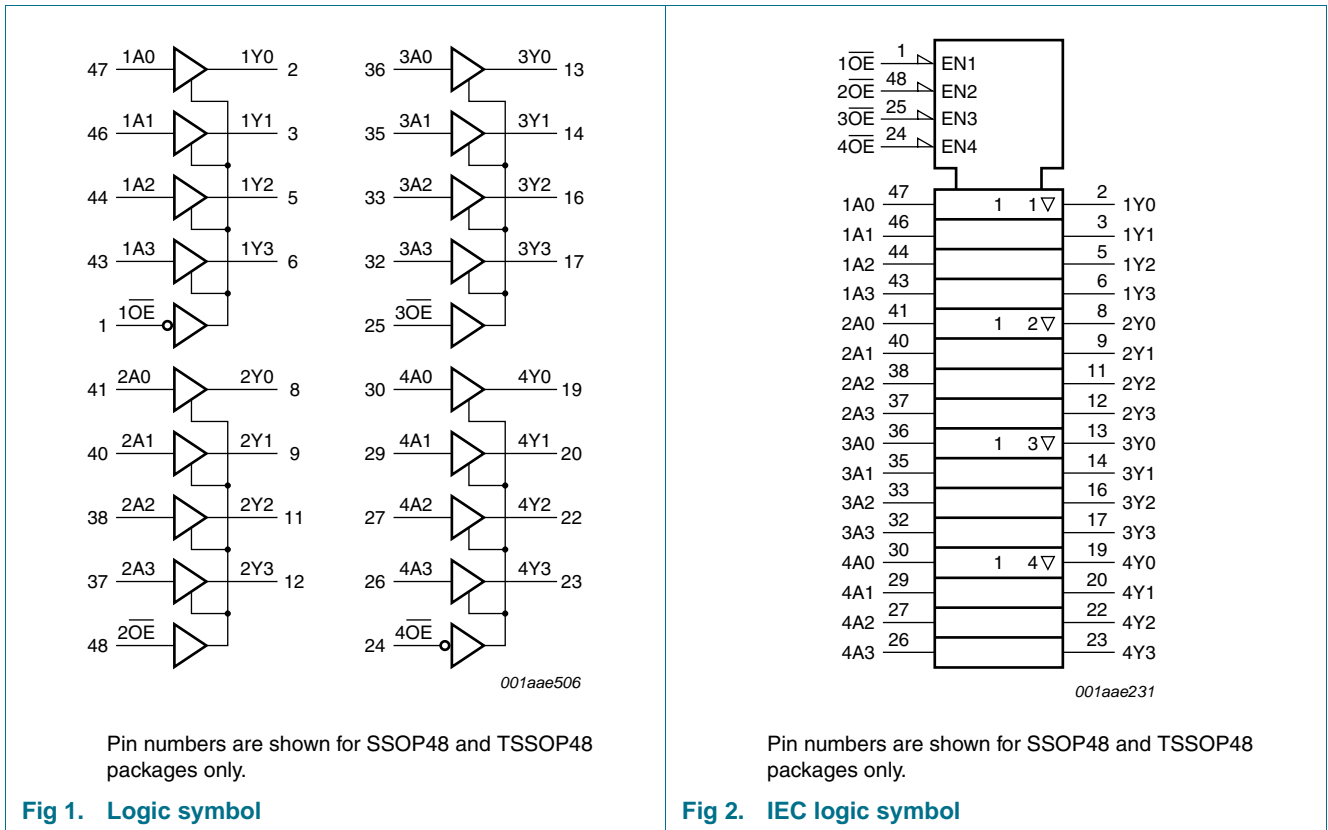 47 1A0 1Y0 2
46 1A1 1Y1 3
44 1A2 1Y2 5
43 1A3 1Y3 6
1 1O̅E̅
41 2A0 2Y0 8
40 2A1 2Y1 9
38 2A2 2Y2 11
37 2A3 2Y3 12
48 2O̅E̅
36 3A0 3Y0 13
35 3A1 3Y1 14
33 3A2 3Y2 16
32 3A3 3Y3 17
25 3O̅E̅
30 4A0 4Y0 19
29 4A1 4Y1 20
27 4A2 4Y2 22
26 4A3 4Y3 23
24 4O̅E̅
001aae506
Pin numbers are shown for SSOP48 and TSSOP48
packages only.
Fig 1. Logic symbol
1O̅E̅ 1 EN1
2O̅E̅ 48 EN2
3O̅E̅ 25 EN3
4O̅E̅ 24 EN4
1A0 47 1 1▽ 2 1Y0
1A1 46 3 1Y1
1A2 44 5 1Y2
1A3 43 6 1Y3
2A0 41 1 2▽ 8 2Y0
2A1 40 9 2Y1
2A2 38 11 2Y2
2A3 37 12 2Y3
3A0 36 1 3▽ 13 3Y0
3A1 35 14 3Y1
3A2 33 16 3Y2
3A3 32 17 3Y3
4A0 30 1 4▽ 19 4Y0
4A1 29 20 4Y1
4A2 27 22 4Y2
4A3 26 23 4Y3
001aae231
Pin numbers are shown for SSOP48 and TSSOP48
packages only.
Fig 2. IEC logic symbol